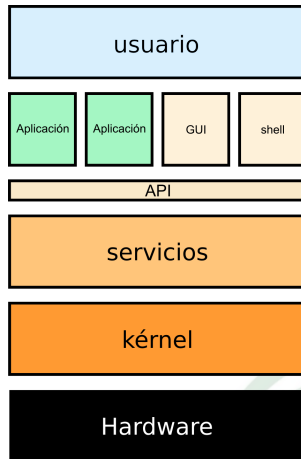 usuario
Aplicación Aplicación GUI shell
API
servicios
kérnel
Hardware